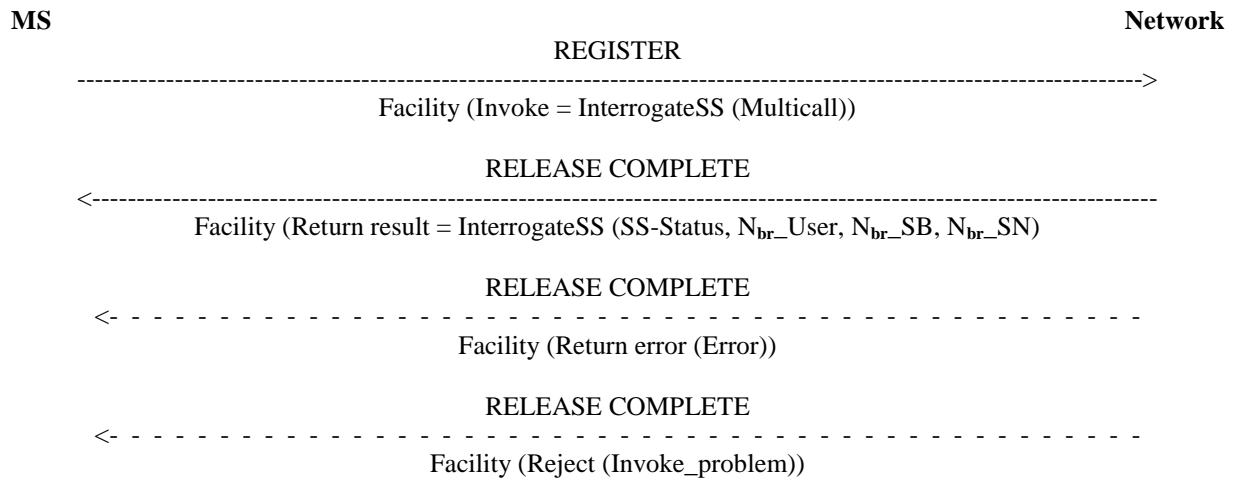 MS Network
REGISTER
Facility (Invoke = InterrogateSS (Multicall))
RELEASE COMPLETE
Facility (Return result = InterrogateSS (SS-Status, Nbr_User, Nbr_SB, Nbr_SN)
RELEASE COMPLETE
Facility (Return error (Error))
RELEASE COMPLETE
Facility (Reject (Invoke_problem))